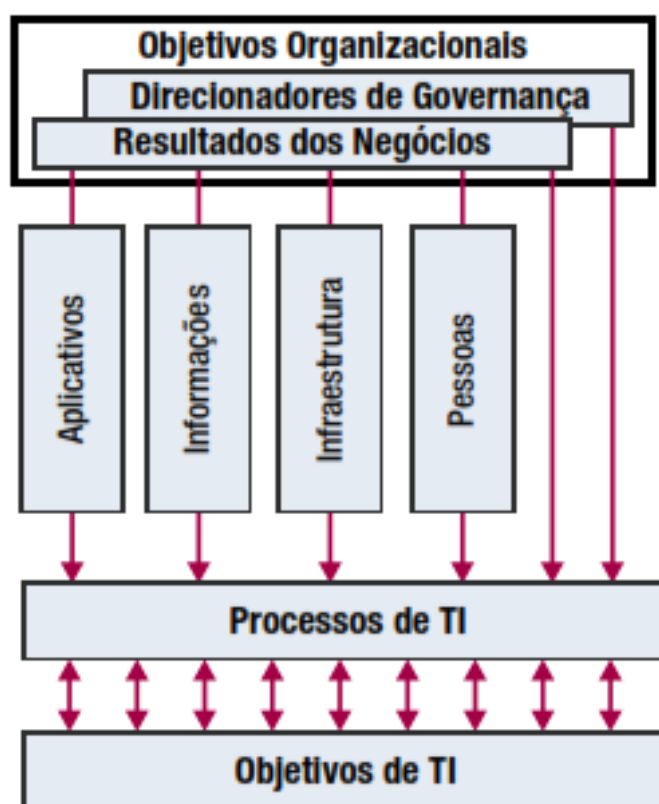 Objetivos Organizacionais
Direcionadores de Governança
Resultados dos Negócios
Aplicativos
Informações
Infraestrutura
Pessoas
Processos de TI
Objetivos de TI